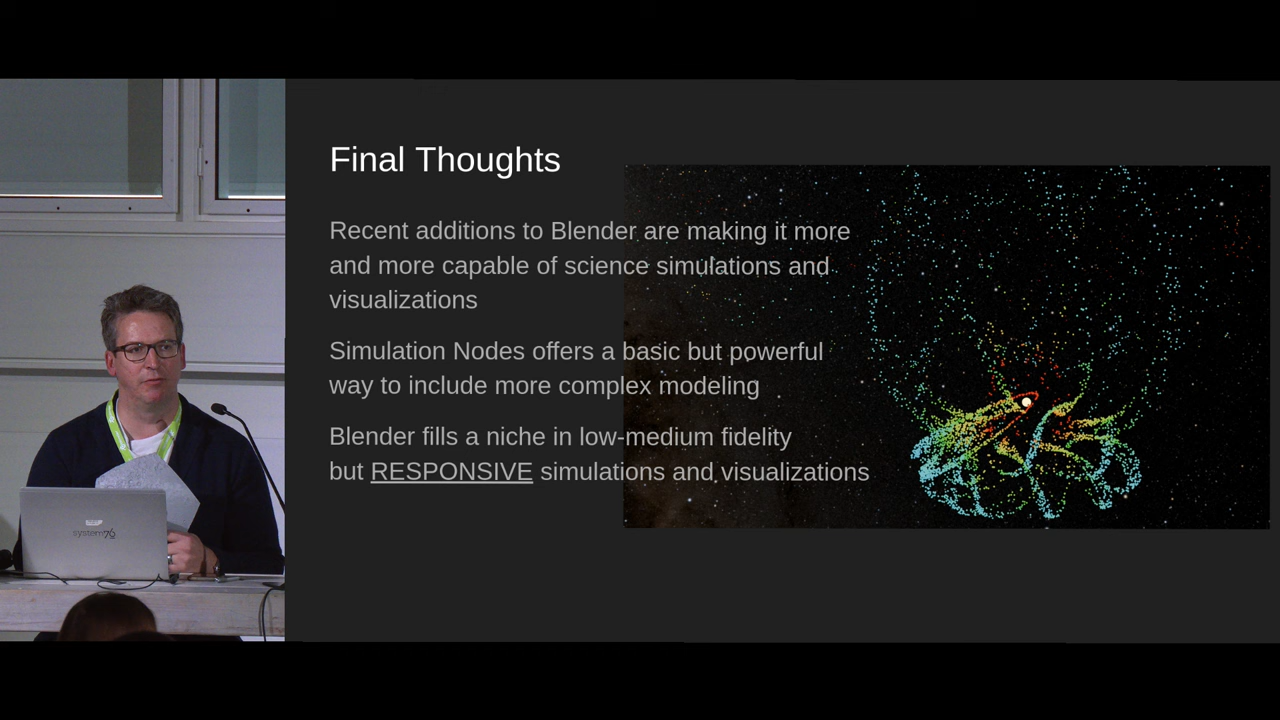 Final Thoughts
Recent additions to Blender are making it more
and more capable of science simulations and
visualizations
Simulation Nodes offers a basic but powerful
way to include more complex modeling
Blender fills a niche in low-medium fidelity
but RESPONSIVE simulations and visualizations
system76